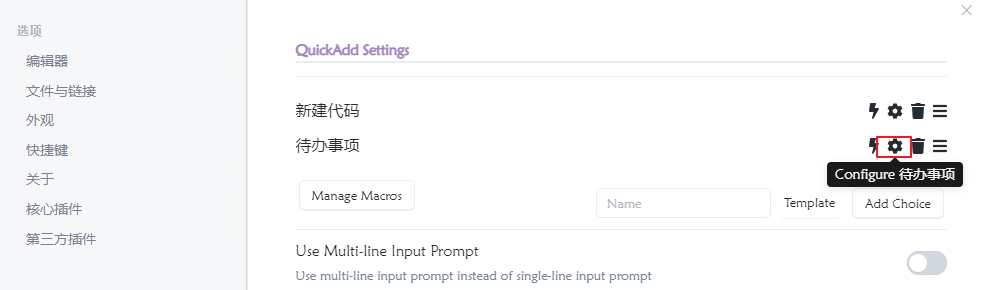 选项
编辑器
文件与链接
外观
快捷键
关于
核心插件
第三方插件
QuickAdd Settings
新建代码
待办事项
Configure 待办事项
Manage Macros
Name
Template
Add Choice
Use Multi-line Input Prompt
Use multi-line input prompt instead of single-line input prompt